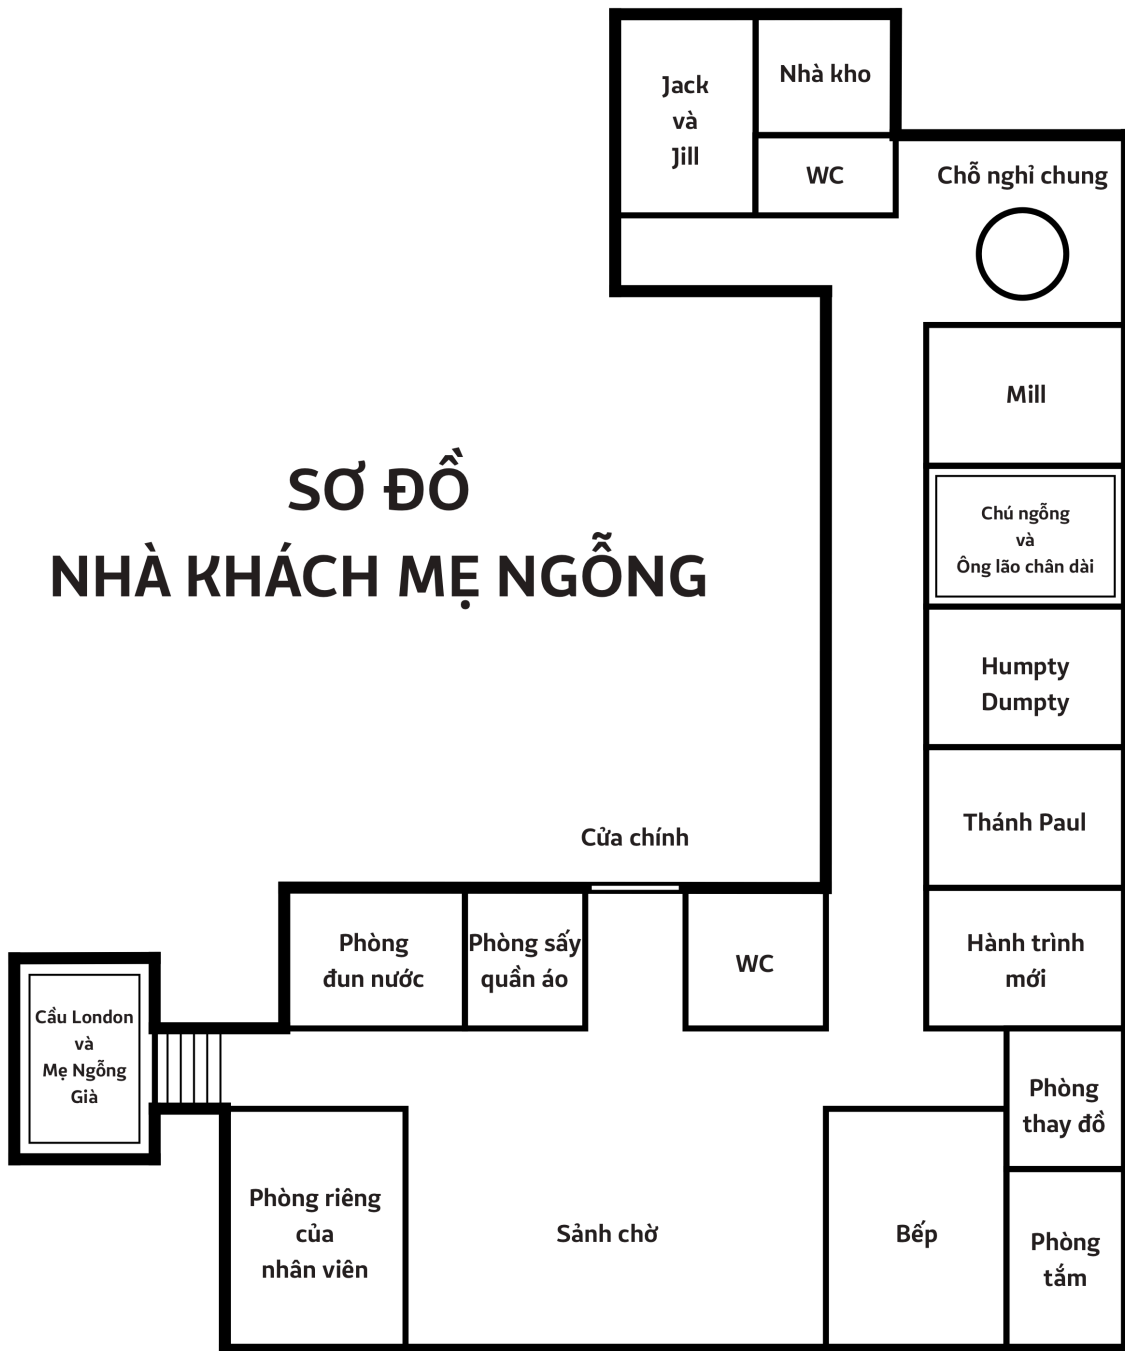 Jack
và
Jill
Nhà kho
WC
Chỗ nghỉ chung
Mill
SƠ ĐỒ
NHÀ KHÁCH MẸ NGỖNG
Chú ngỗng
và
Ông lão chân dài
Humpty
Dumpty
Thánh Paul
Cửa chính
Phòng
đun nước
Phòng sấy
quần áo
WC
Hành trình
mới
Cầu London
và
Mẹ Ngỗng
Già
Phòng
thay đồ
Phòng riêng
của
nhân viên
Sảnh chờ
Bếp
Phòng
tắm